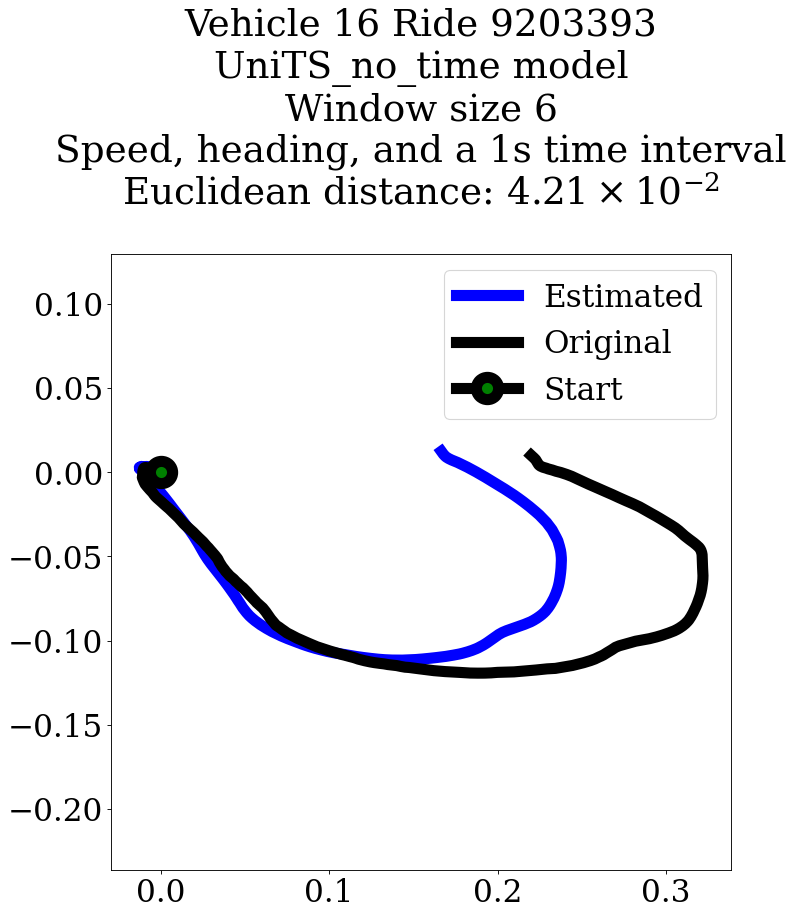 Vehicle 16 Ride 9203393
UniTS_no_time model
Window size 6
Speed, heading, and a 1s time interval
Euclidean distance: 4.21 × 10⁻²
Estimated
Original
Start
0.10
0.05
0.00
−0.05
−0.10
−0.15
−0.20
0.0 0.1 0.2 0.3